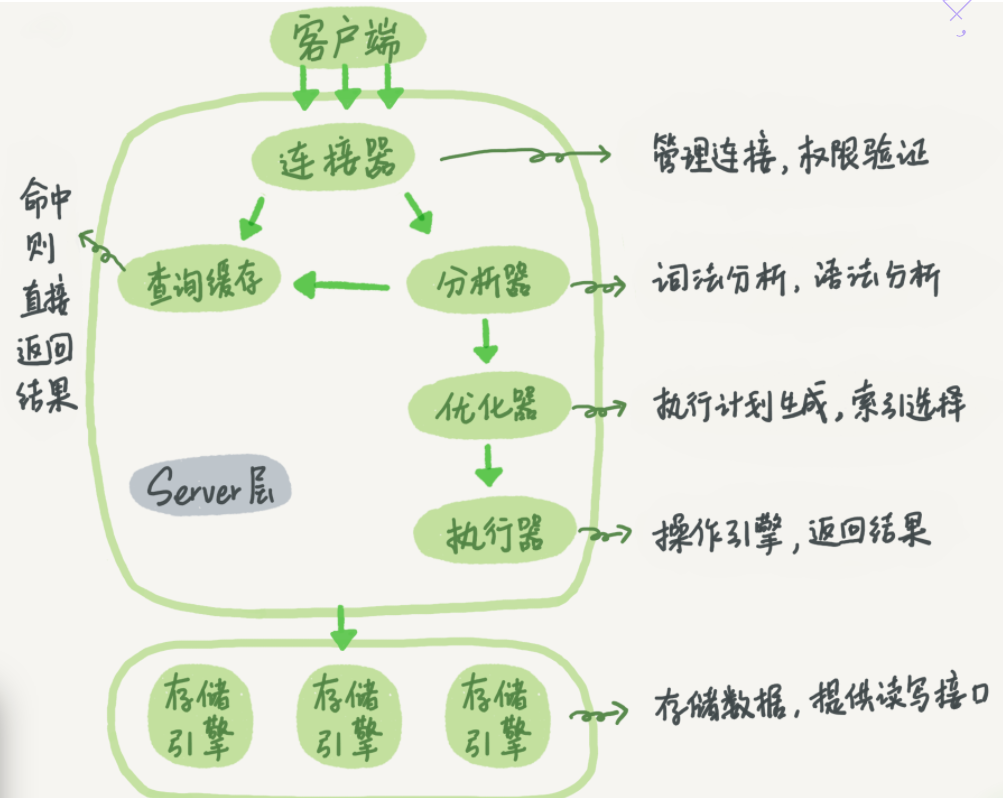 客户端
连接器
管理连接，权限验证
命中
则
直接
返回
结果
查询缓存
分析器
词法分析，语法分析
优化器
执行计划生成，索引选择
Server层
执行器
操作引擎，返回结果
存储
引擎
存储
引擎
存储
引擎
存储数据，提供读写接口